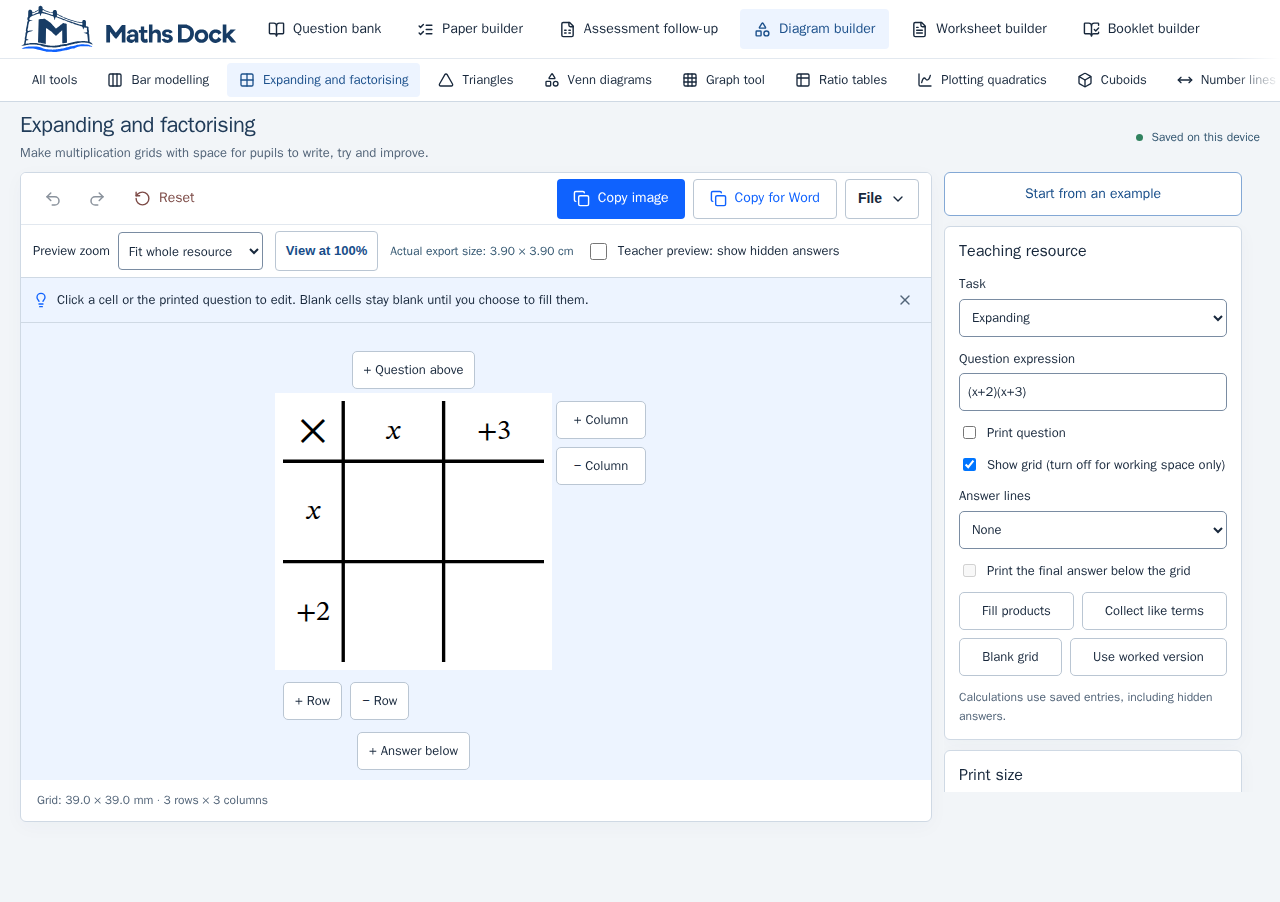 Maths Dock
Question bank
Paper builder
Assessment follow-up
Diagram builder
Worksheet builder
Booklet builder
All tools
Bar modelling
Expanding and factorising
Triangles
Venn diagrams
Graph tool
Ratio tables
Plotting quadratics
Cuboids
Number lines
Expanding and factorising
Make multiplication grids with space for pupils to write, try and improve.
Saved on this device
Reset
Copy image
Copy for Word
File
Start from an example
Preview zoom
Fit whole resource
View at 100%
Actual export size: 3.90 × 3.90 cm
Teacher preview: show hidden answers
Click a cell or the printed question to edit. Blank cells stay blank until you choose to fill them.
+ Question above
× x +3
x
+2
+ Column
− Column
+ Row
− Row
+ Answer below
Grid: 39.0 × 39.0 mm · 3 rows × 3 columns
Teaching resource
Task
Expanding
Question expression
(x+2)(x+3)
Print question
Show grid (turn off for working space only)
Answer lines
None
Print the final answer below the grid
Fill products
Collect like terms
Blank grid
Use worked version
Calculations use saved entries, including hidden
answers.
Print size